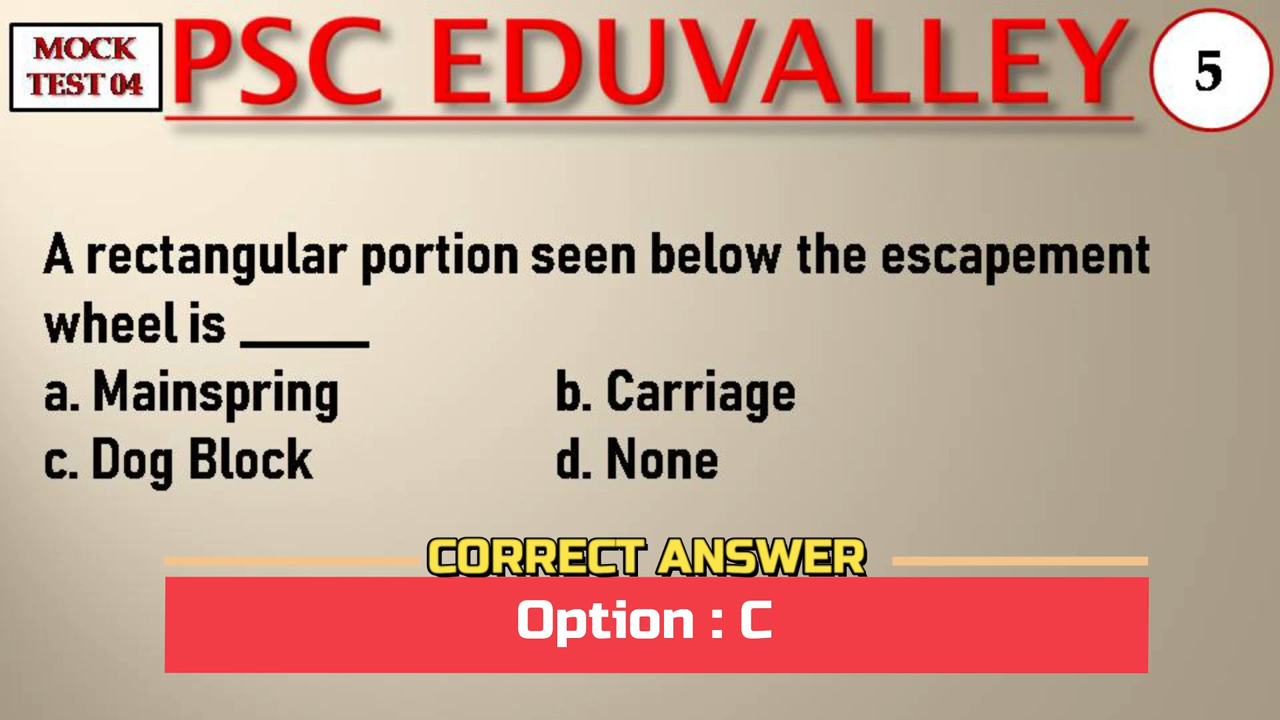 MOCK
TEST 04
PSC EDUVALLEY
5
A rectangular portion seen below the escapement
wheel is _____
a. Mainspring b. Carriage
c. Dog Block d. None
CORRECT ANSWER
Option : C